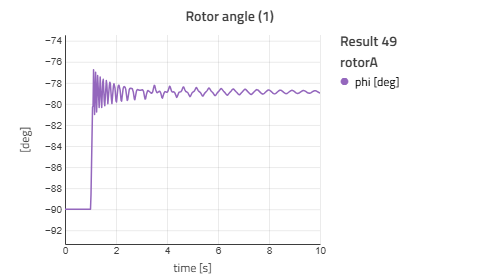 Rotor angle (1)
Result 49
rotorA
phi [deg]
[deg]
−74
−76
−78
−80
−82
−84
−86
−88
−90
−92
0 2 4 6 8 10
time [s]